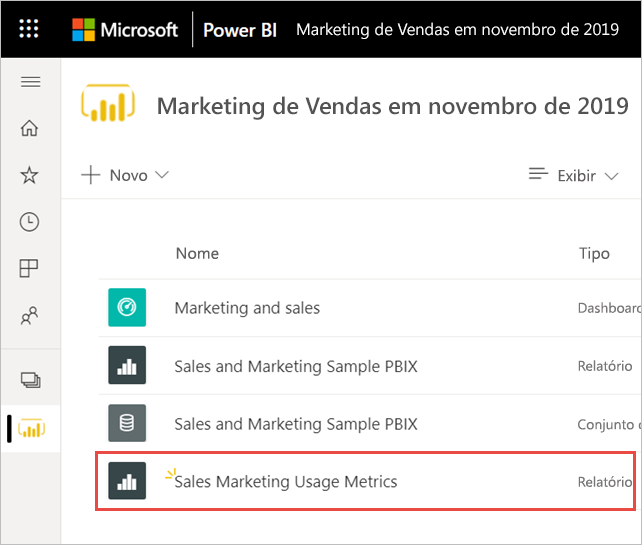 Microsoft Power BI Marketing de Vendas em novembro de 2019
Marketing de Vendas em novembro de 2019
Novo Exibir
Nome Tipo
Marketing and sales Dashboard
Sales and Marketing Sample PBIX Relatório
Sales and Marketing Sample PBIX Conjunto d
Sales Marketing Usage Metrics Relatório